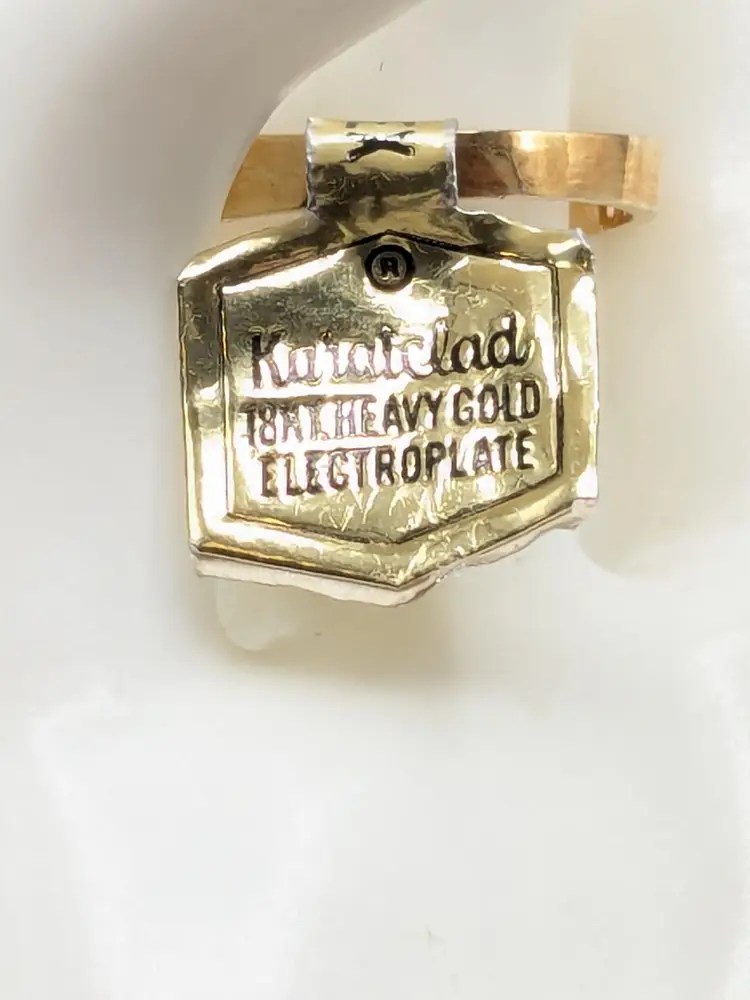 ®
Karatclad
18KT. HEAVY GOLD
ELECTROPLATE